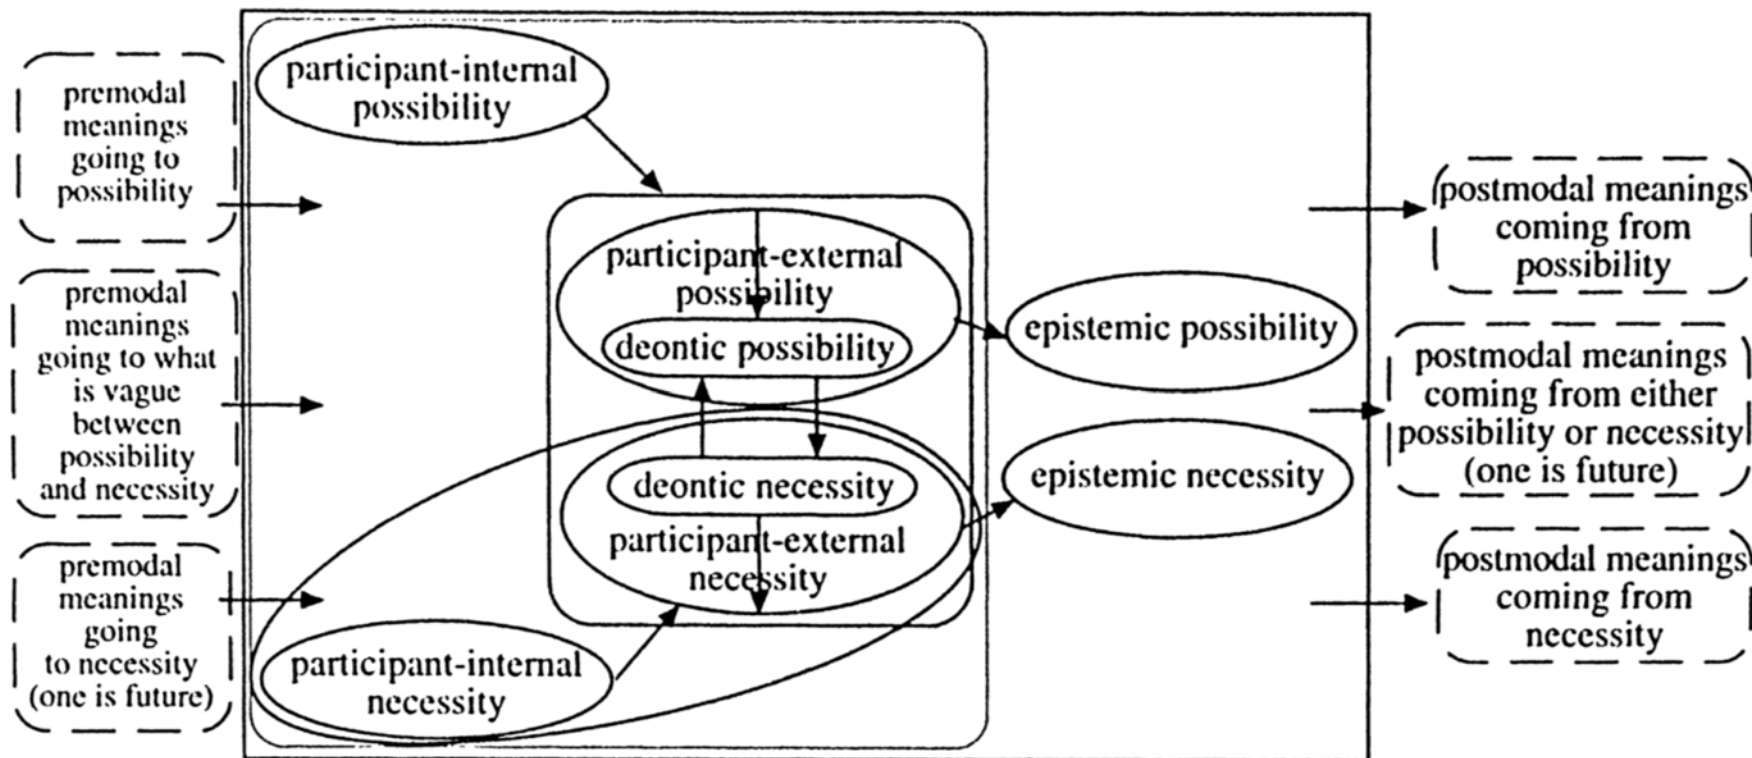 premodal
meanings
going to
possibility
premodal
meanings
going to what
is vague
between
possibility
and necessity
premodal
meanings
going
to necessity
(one is future)
participant-internal
possibility
participant-external
possibility
deontic possibility
deontic necessity
participant-external
necessity
participant-internal
necessity
epistemic possibility
epistemic necessity
postmodal meanings
coming from
possibility
postmodal meanings
coming from either
possibility or necessity
(one is future)
postmodal meanings
coming from
necessity